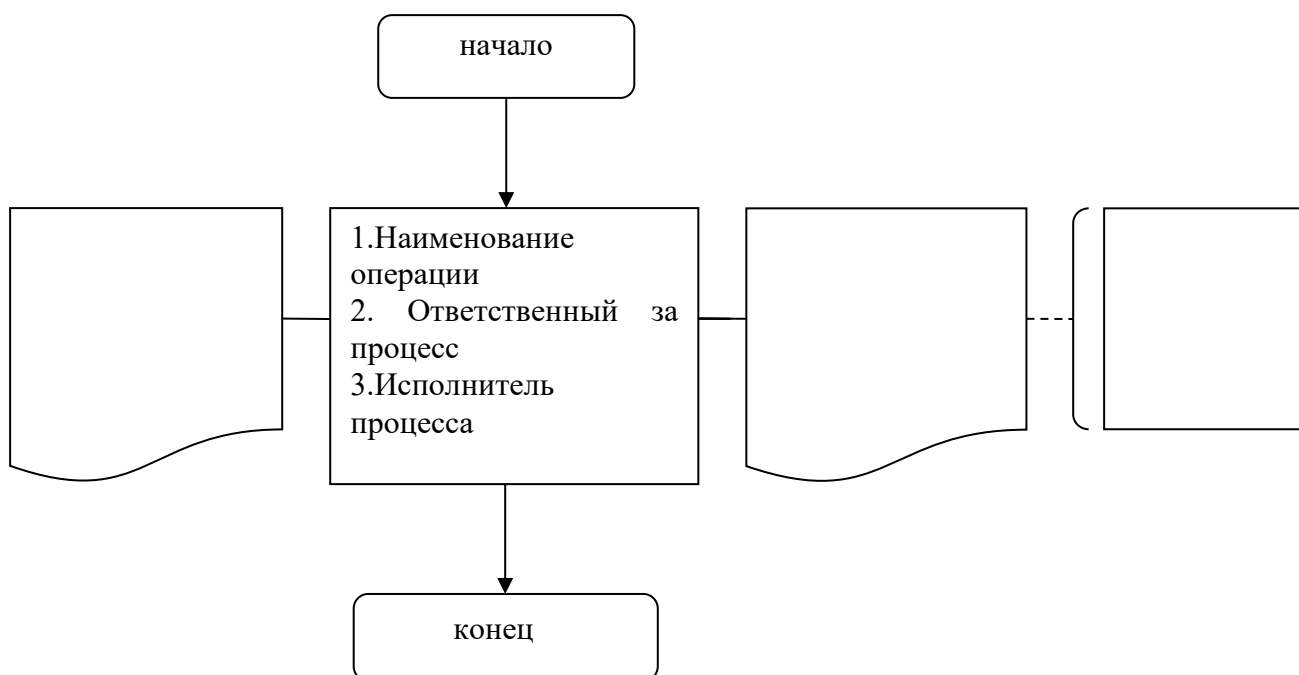 начало
1.Наименование
операции
2. Ответственный за
процесс
3.Исполнитель
процесса
конец